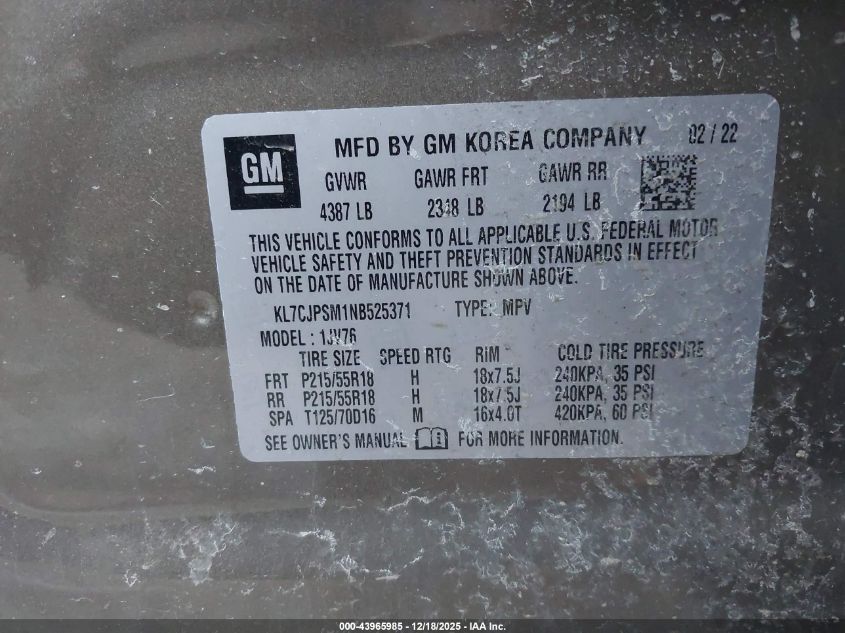 GM
MFD BY GM KOREA COMPANY 02 / 22
GVWR GAWR FRT GAWR RR
4387 LB 2348 LB 2194 LB
THIS VEHICLE CONFORMS TO ALL APPLICABLE U.S. FEDERAL MOTOR
VEHICLE SAFETY AND THEFT PREVENTION STANDARDS IN EFFECT
ON THE DATE OF MANUFACTURE SHOWN ABOVE.
KL7CJPSM1NB525371 TYPE: MPV
MODEL : 1JV76
TIRE SIZE SPEED RTG RIM COLD TIRE PRESSURE
FRT P215/55R18 H 18x7.5J 240KPA, 35 PSI
RR P215/55R18 H 18x7.5J 240KPA, 35 PSI
SPA T125/70D16 M 16x4.0T 420KPA, 60 PSI
SEE OWNER'S MANUAL FOR MORE INFORMATION.
000-43965985 - 12/18/2025 - IAA Inc.